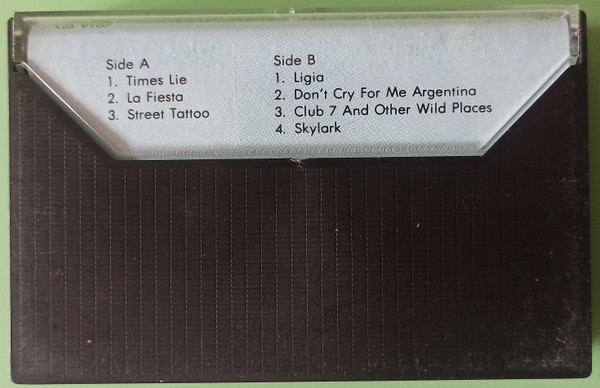 Side A
1. Times Lie
2. La Fiesta
3. Street Tattoo
Side B
1. Ligia
2. Don't Cry For Me Argentina
3. Club 7 And Other Wild Places
4. Skylark